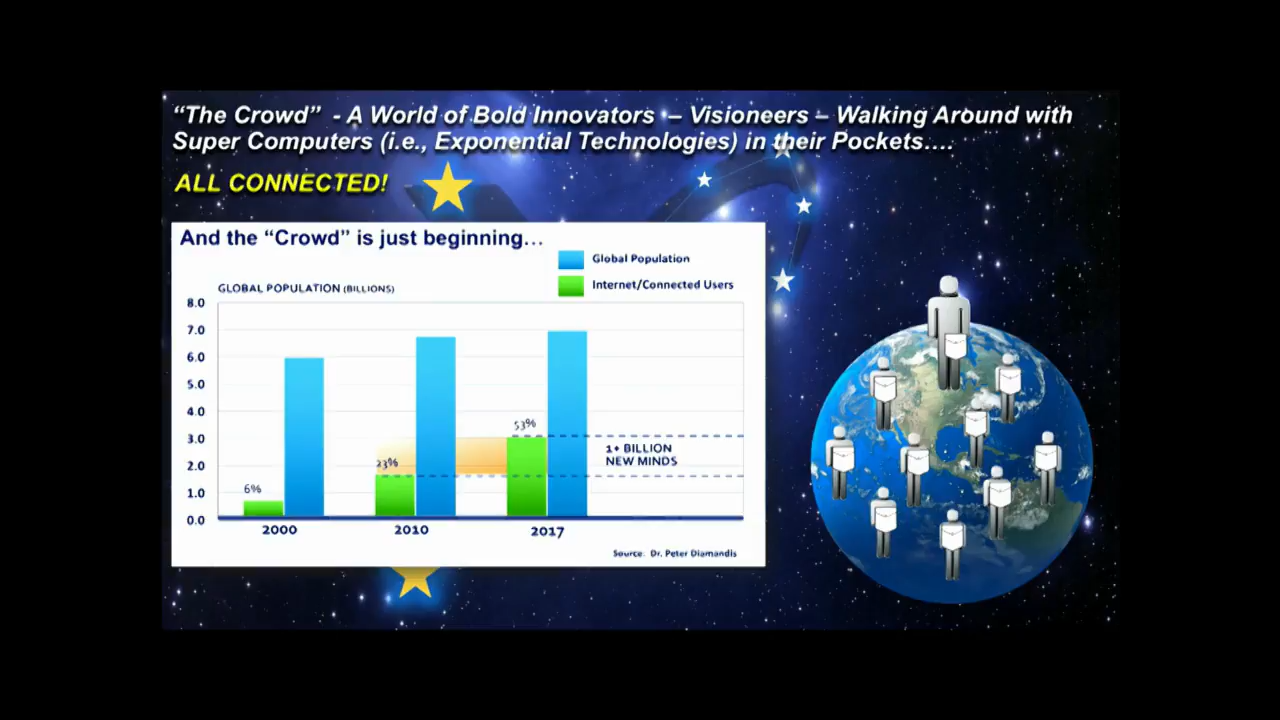 “The Crowd” - A World of Bold Innovators – Visioneers – Walking Around with
Super Computers (i.e., Exponential Technologies) in their Pockets….
ALL CONNECTED!
And the “Crowd” is just beginning…
Global Population
Internet/Connected Users
GLOBAL POPULATION (BILLIONS)
8.0
7.0
6.0
5.0
4.0
3.0
2.0
1.0
0.0
6%
23%
53%
1+ BILLION
NEW MINDS
2000 2010 2017
Source: Dr. Peter Diamandis